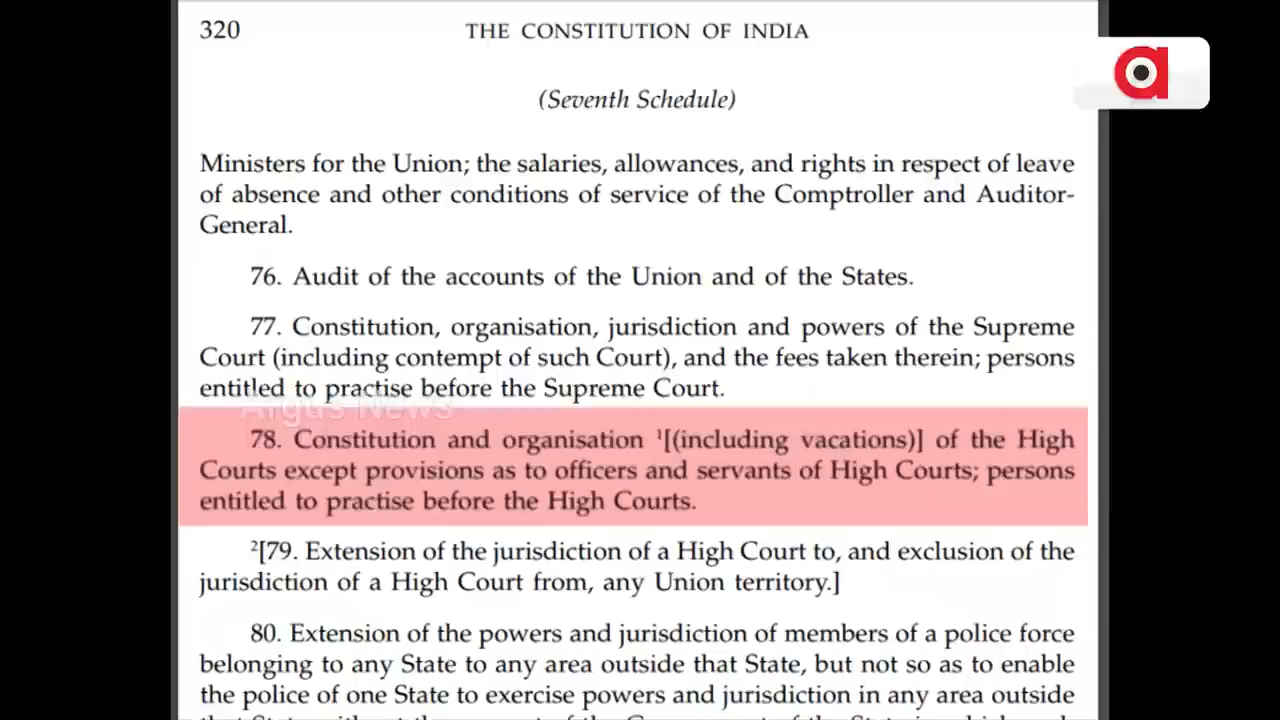 320 THE CONSTITUTION OF INDIA
(Seventh Schedule)
Ministers for the Union; the salaries, allowances, and rights in respect of leave
of absence and other conditions of service of the Comptroller and Auditor-
General.
76. Audit of the accounts of the Union and of the States.
77. Constitution, organisation, jurisdiction and powers of the Supreme
Court (including contempt of such Court), and the fees taken therein; persons
entitled to practise before the Supreme Court.
Argus News
78. Constitution and organisation ¹[(including vacations)] of the High
Courts except provisions as to officers and servants of High Courts; persons
entitled to practise before the High Courts.
²[79. Extension of the jurisdiction of a High Court to, and exclusion of the
jurisdiction of a High Court from, any Union territory.]
80. Extension of the powers and jurisdiction of members of a police force
belonging to any State to any area outside that State, but not so as to enable
the police of one State to exercise powers and jurisdiction in any area outside